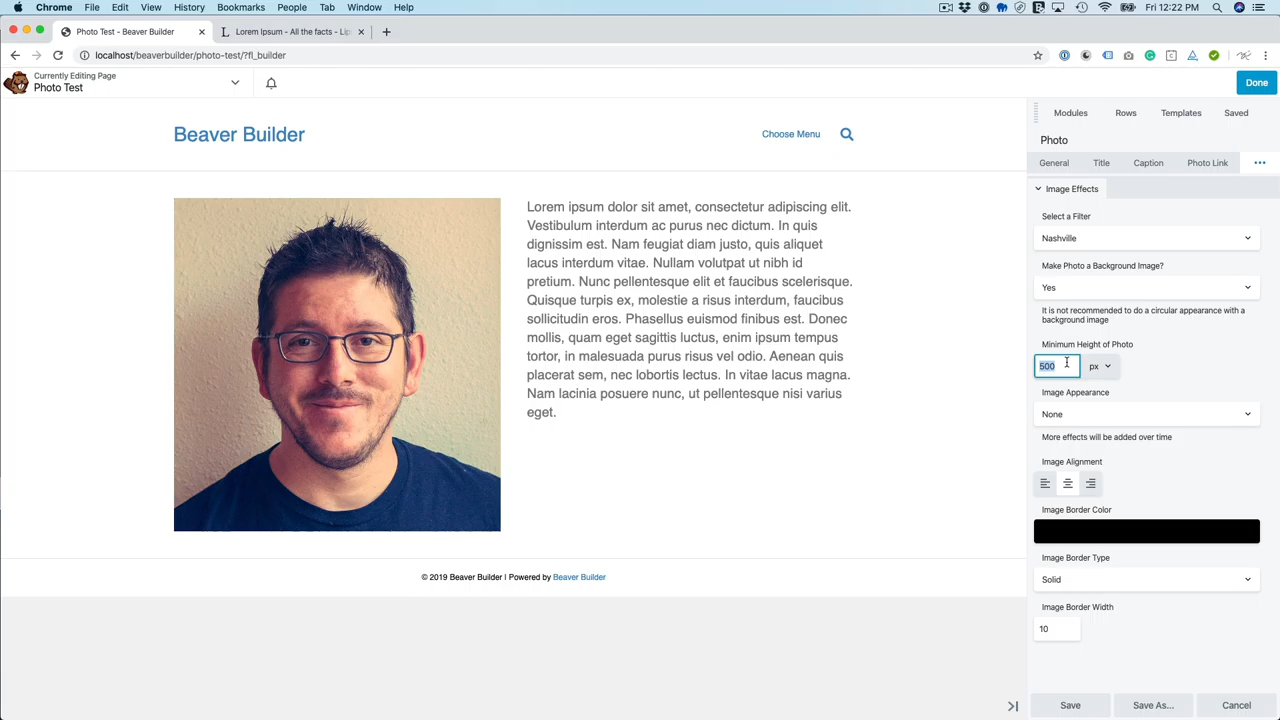 Chrome File Edit View History Bookmarks People Tab Window Help Fri 12:22 PM
Photo Test - Beaver Builder
Lorem Ipsum - All the facts - Lip
localhost/beaverbuilder/photo-test/?fl_builder
Currently Editing Page
Photo Test
Done
Beaver Builder
Choose Menu
Lorem ipsum dolor sit amet, consectetur adipiscing elit.
Vestibulum interdum ac purus nec dictum. In quis
dignissim est. Nam feugiat diam justo, quis aliquet
lacus interdum vitae. Nullam volutpat ut nibh id
pretium. Nunc pellentesque elit et faucibus scelerisque.
Quisque turpis ex, molestie a risus interdum, faucibus
sollicitudin eros. Phasellus euismod finibus est. Donec
mollis, quam eget sagittis luctus, enim ipsum tempus
tortor, in malesuada purus risus vel odio. Aenean quis
placerat sem, nec lobortis lectus. In vitae lacus magna.
Nam lacinia posuere nunc, ut pellentesque nisi varius
eget.
© 2019 Beaver Builder | Powered by Beaver Builder
Modules Rows Templates Saved
Photo
General Title Caption Photo Link
Image Effects
Select a Filter
Nashville
Make Photo a Background Image?
Yes
It is not recommended to do a circular appearance with a
background image
Minimum Height of Photo
500 px
Image Appearance
None
More effects will be added over time
Image Alignment
Image Border Color
Image Border Type
Solid
Image Border Width
10
Save Save As... Cancel